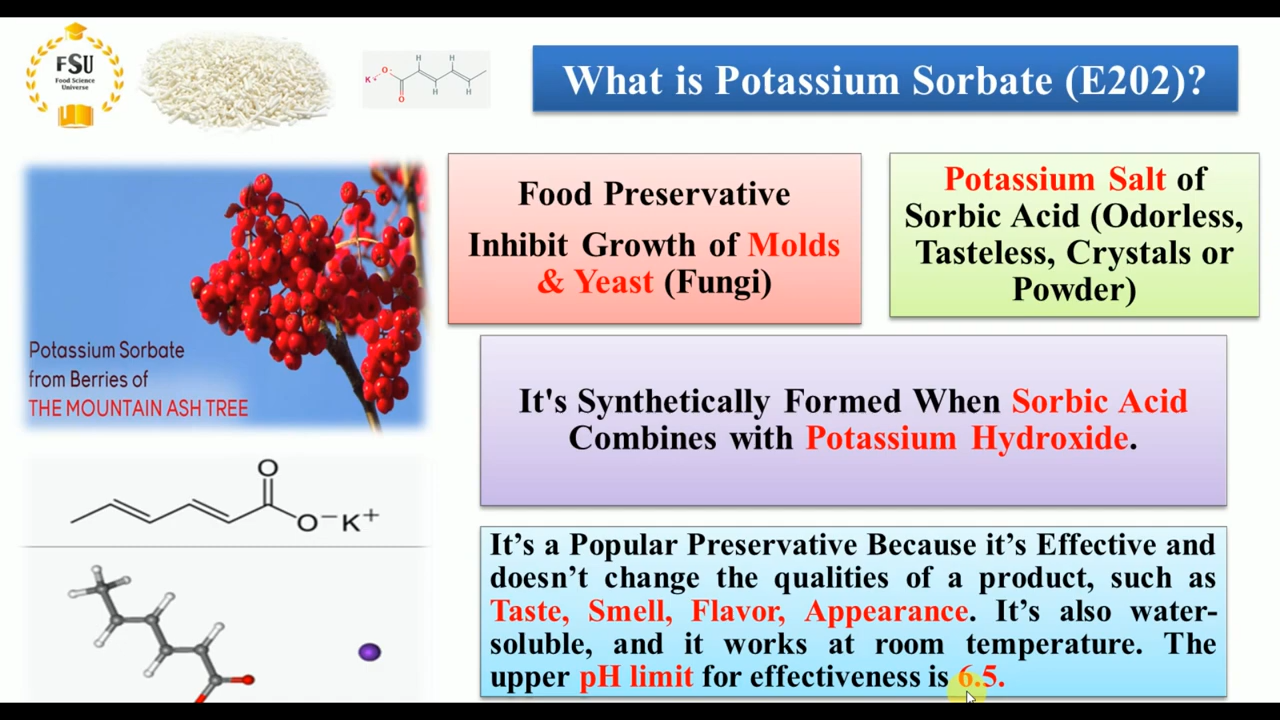 FSU
Food Science
Universe
H
H
K
O
O
H
H
What is Potassium Sorbate (E202)?
Potassium Sorbate
from Berries of
THE MOUNTAIN ASH TREE
Food Preservative
Inhibit Growth of Molds
& Yeast (Fungi)
Potassium Salt of
Sorbic Acid (Odorless,
Tasteless, Crystals or
Powder)
It's Synthetically Formed When Sorbic Acid
Combines with Potassium Hydroxide.
O
O⁻K⁺
It’s a Popular Preservative Because it’s Effective and
doesn’t change the qualities of a product, such as
Taste, Smell, Flavor, Appearance. It’s also water-
soluble, and it works at room temperature. The
upper pH limit for effectiveness is 6.5.